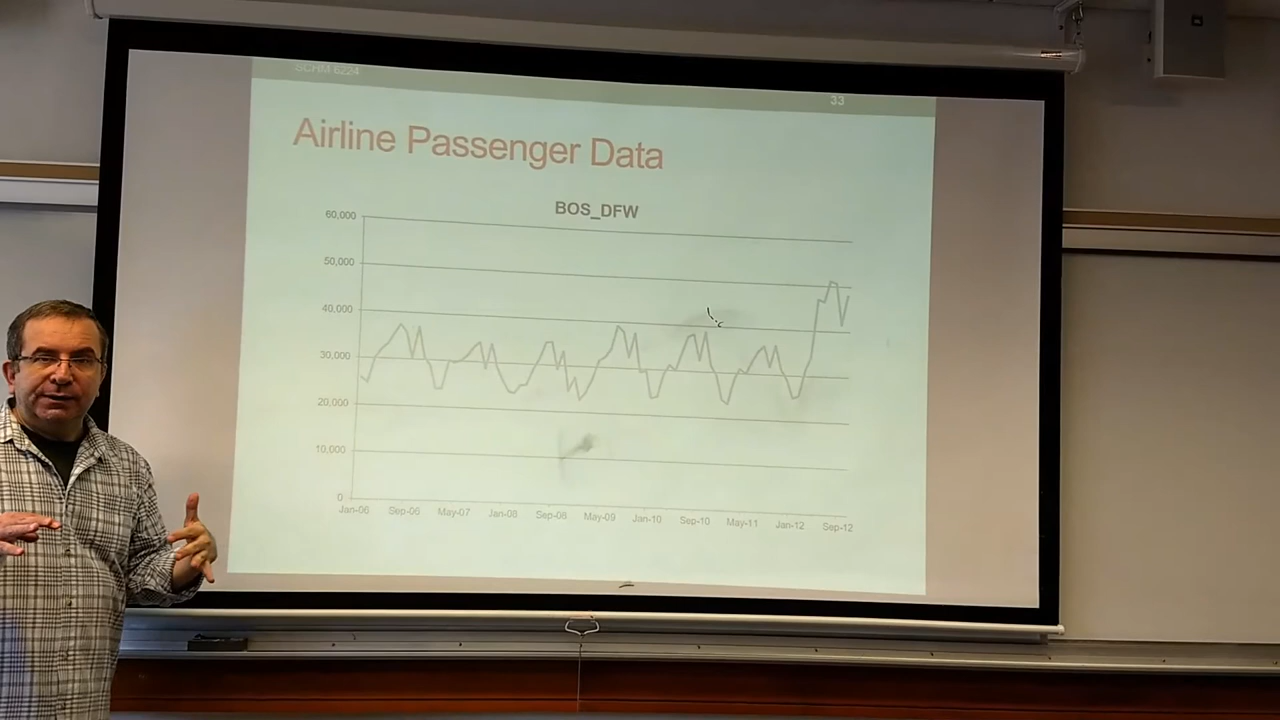 SCHM 6224
33
Airline Passenger Data
BOS_DFW
60,000
50,000
40,000
30,000
20,000
10,000
0
Jan-06 Sep-06 May-07 Jan-08 Sep-08 May-09 Jan-10 Sep-10 May-11 Jan-12 Sep-12